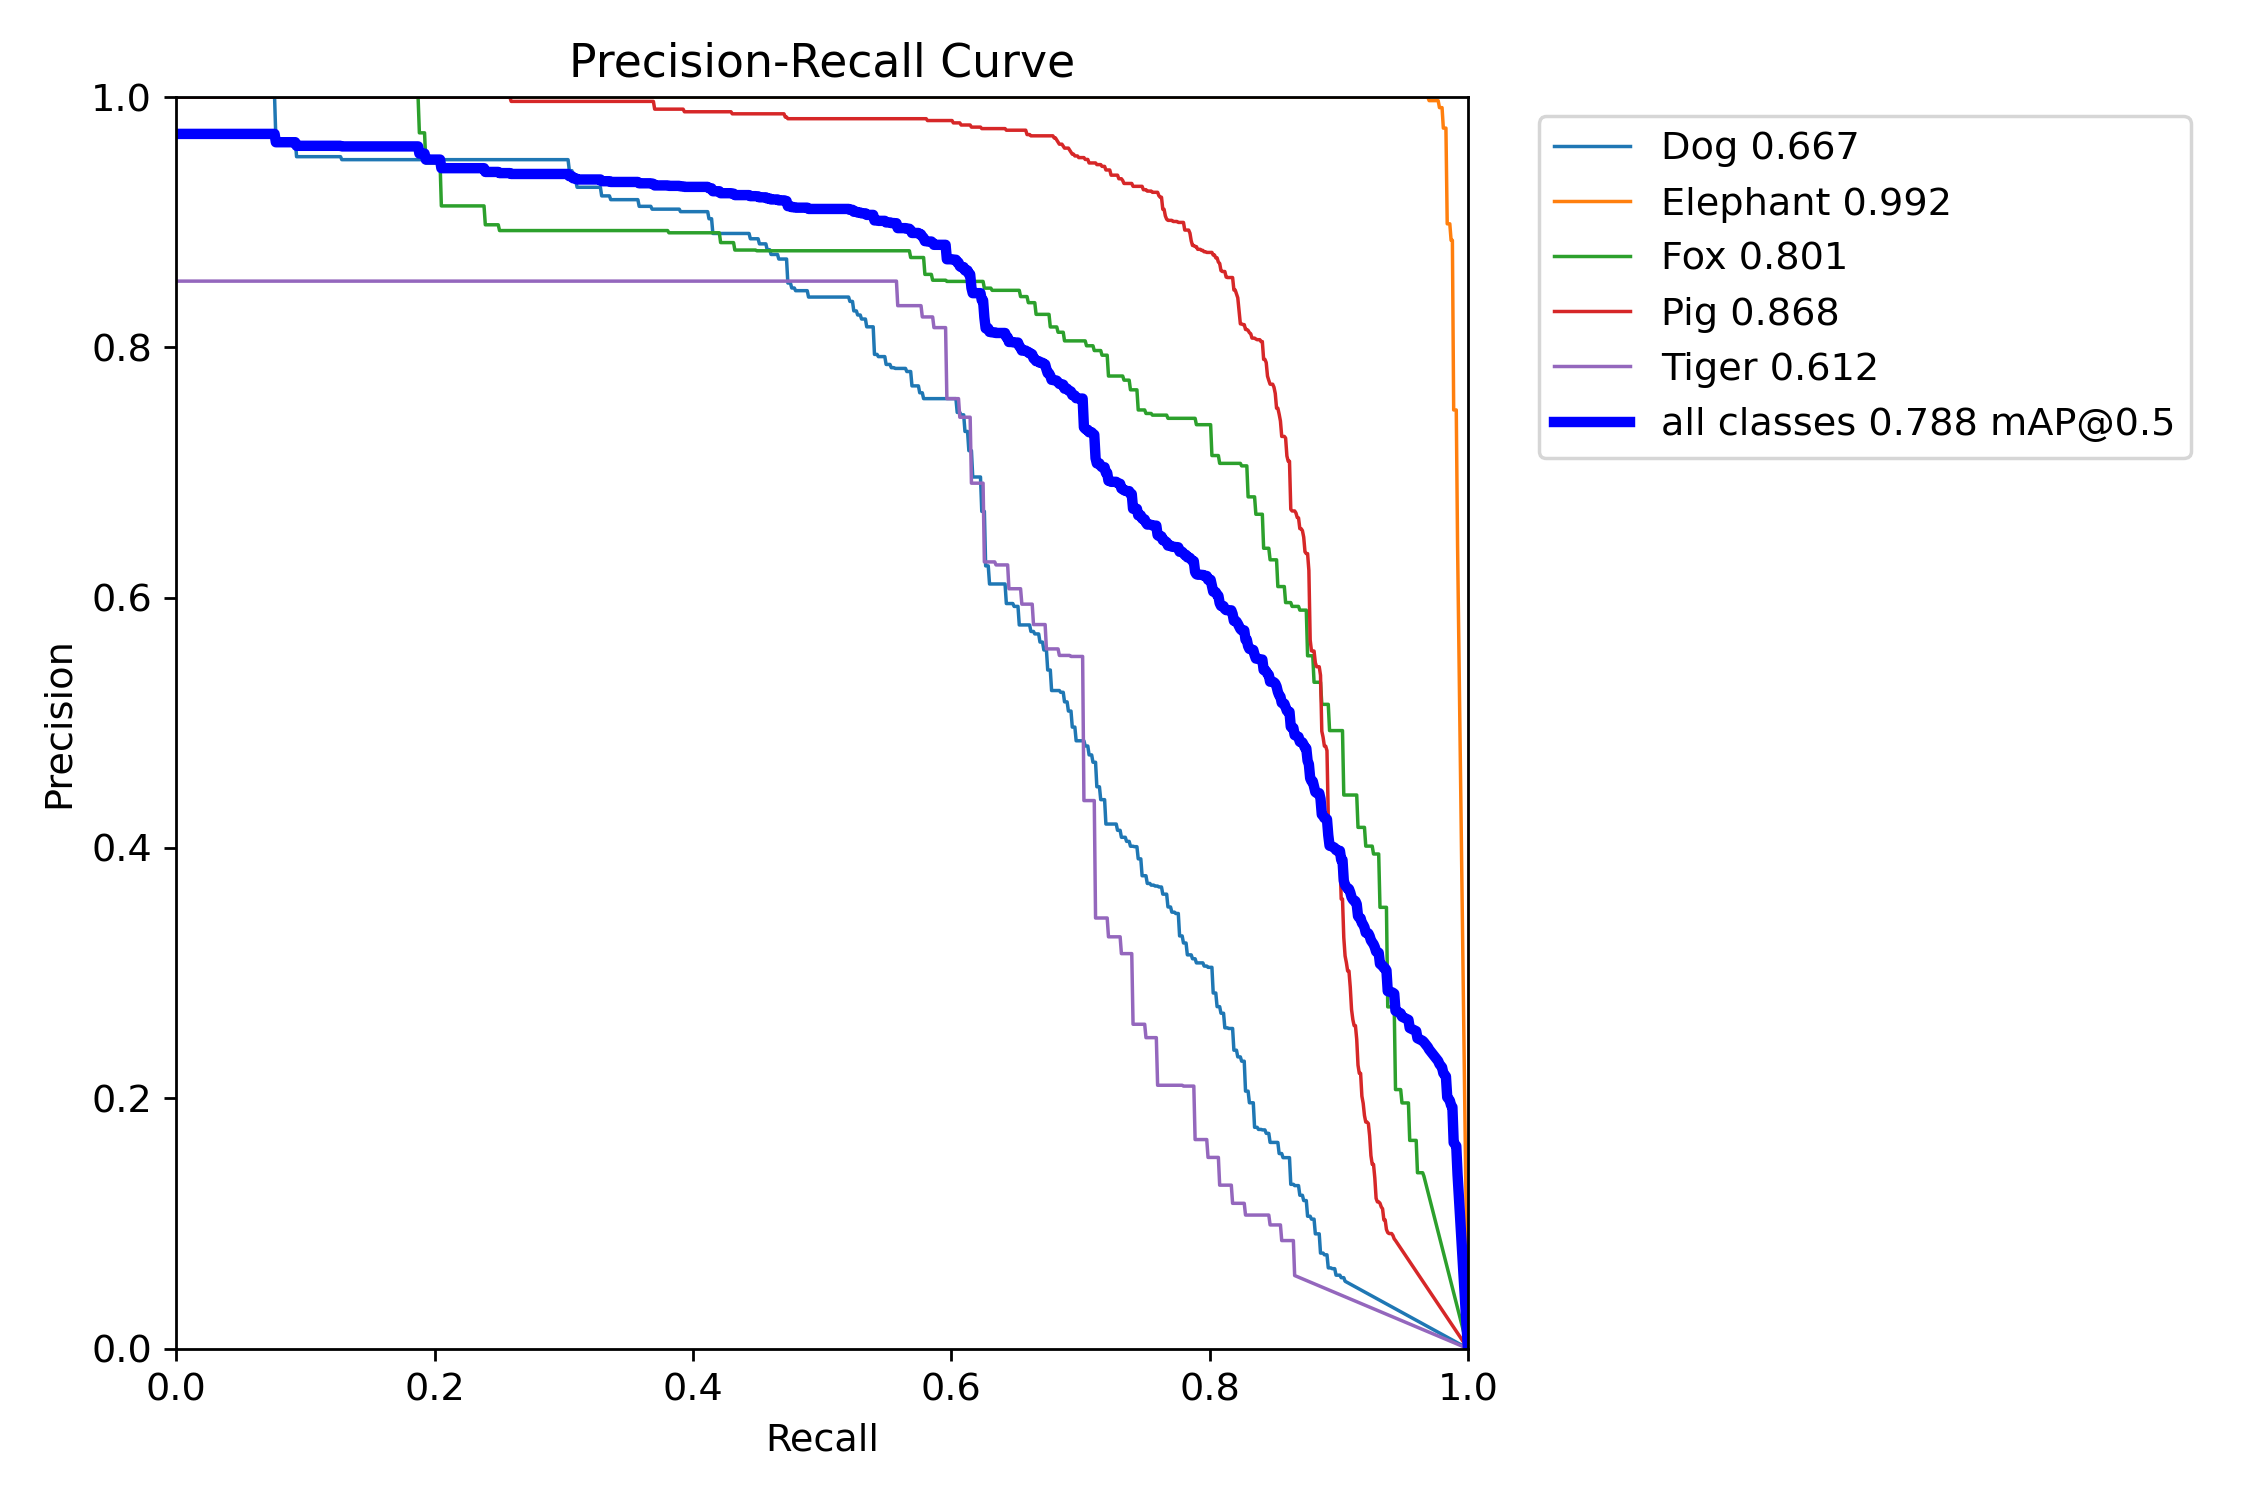 Precision-Recall Curve
1.0
0.8
0.6
0.4
0.2
0.0
Precision
0.0 0.2 0.4 0.6 0.8 1.0
Recall
Dog 0.667
Elephant 0.992
Fox 0.801
Pig 0.868
Tiger 0.612
all classes 0.788 mAP@0.5